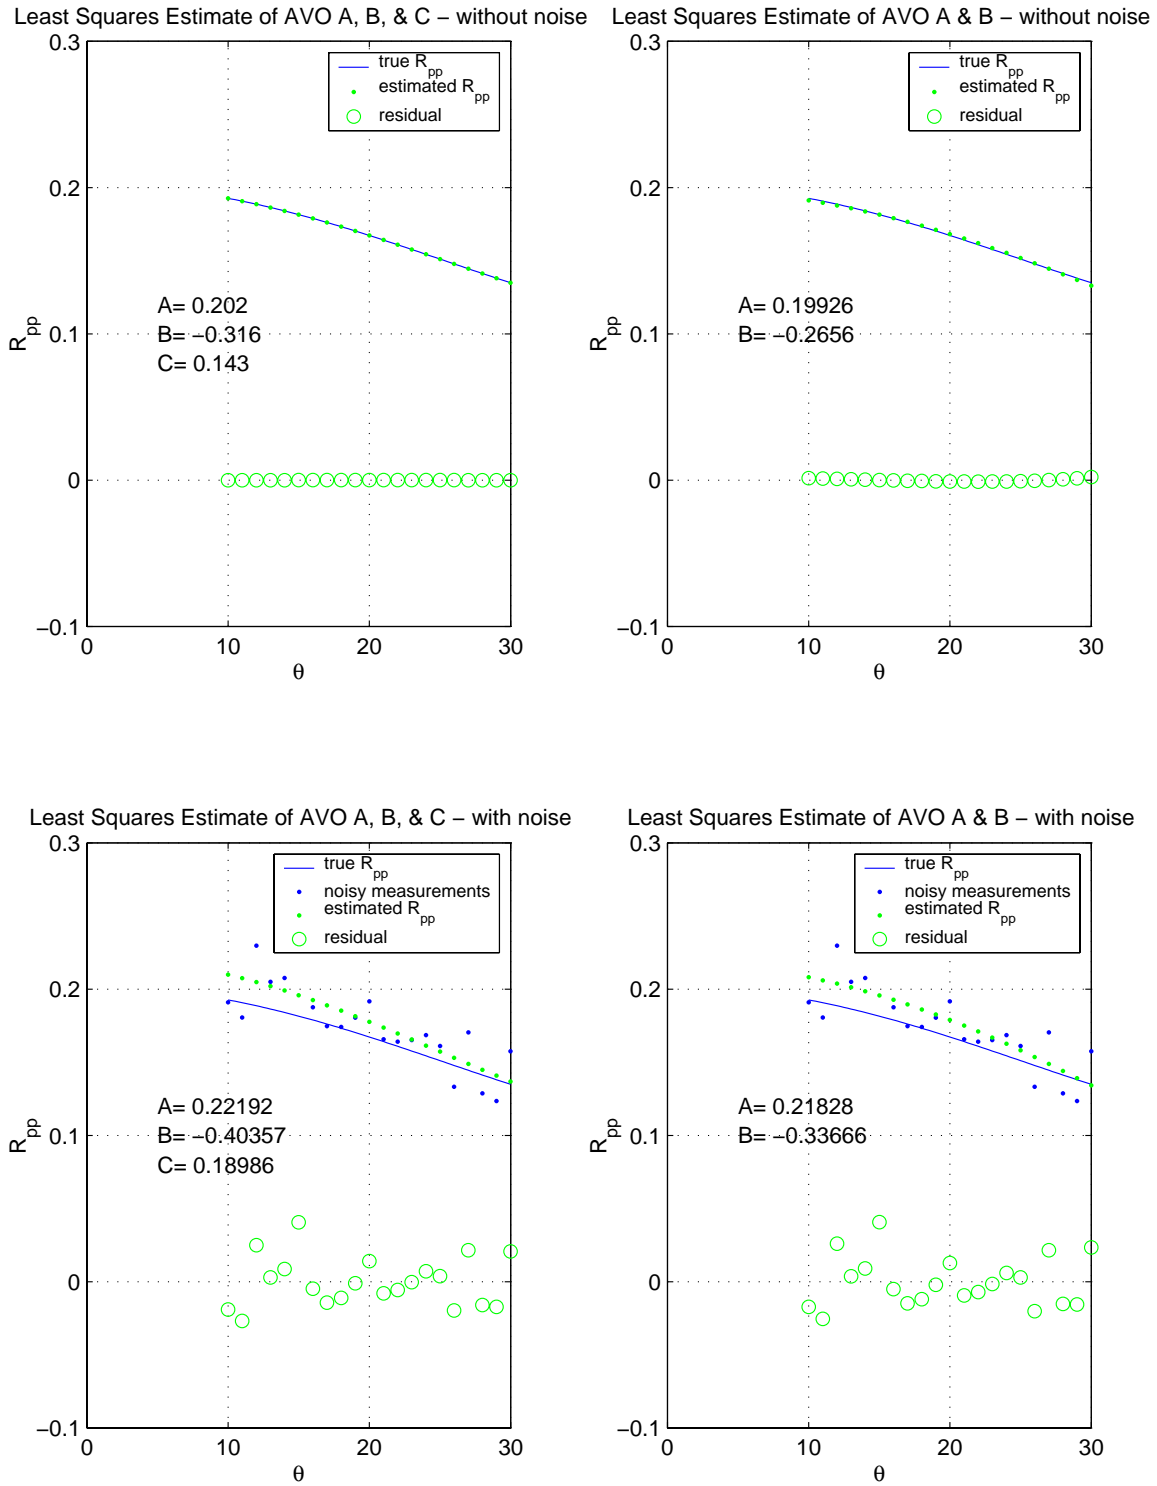 Least Squares Estimate of AVO A, B, & C − without noise
0.3
true Rpp
estimated Rpp
residual
0.2
A= 0.202
B= −0.316
C= 0.143
0.1
Rpp
0
−0.1
0
10
20
30
θ
Least Squares Estimate of AVO A & B − without noise
0.3
true Rpp
estimated Rpp
residual
0.2
A= 0.19926
B= −0.2656
0.1
Rpp
0
−0.1
0
10
20
30
θ
Least Squares Estimate of AVO A, B, & C − with noise
0.3
true Rpp
noisy measurements
estimated Rpp
residual
0.2
A= 0.22192
B= −0.40357
C= 0.18986
0.1
Rpp
0
−0.1
0
10
20
30
θ
Least Squares Estimate of AVO A & B − with noise
0.3
true Rpp
noisy measurements
estimated Rpp
residual
0.2
A= 0.21828
B= −0.33666
0.1
Rpp
0
−0.1
0
10
20
30
θ